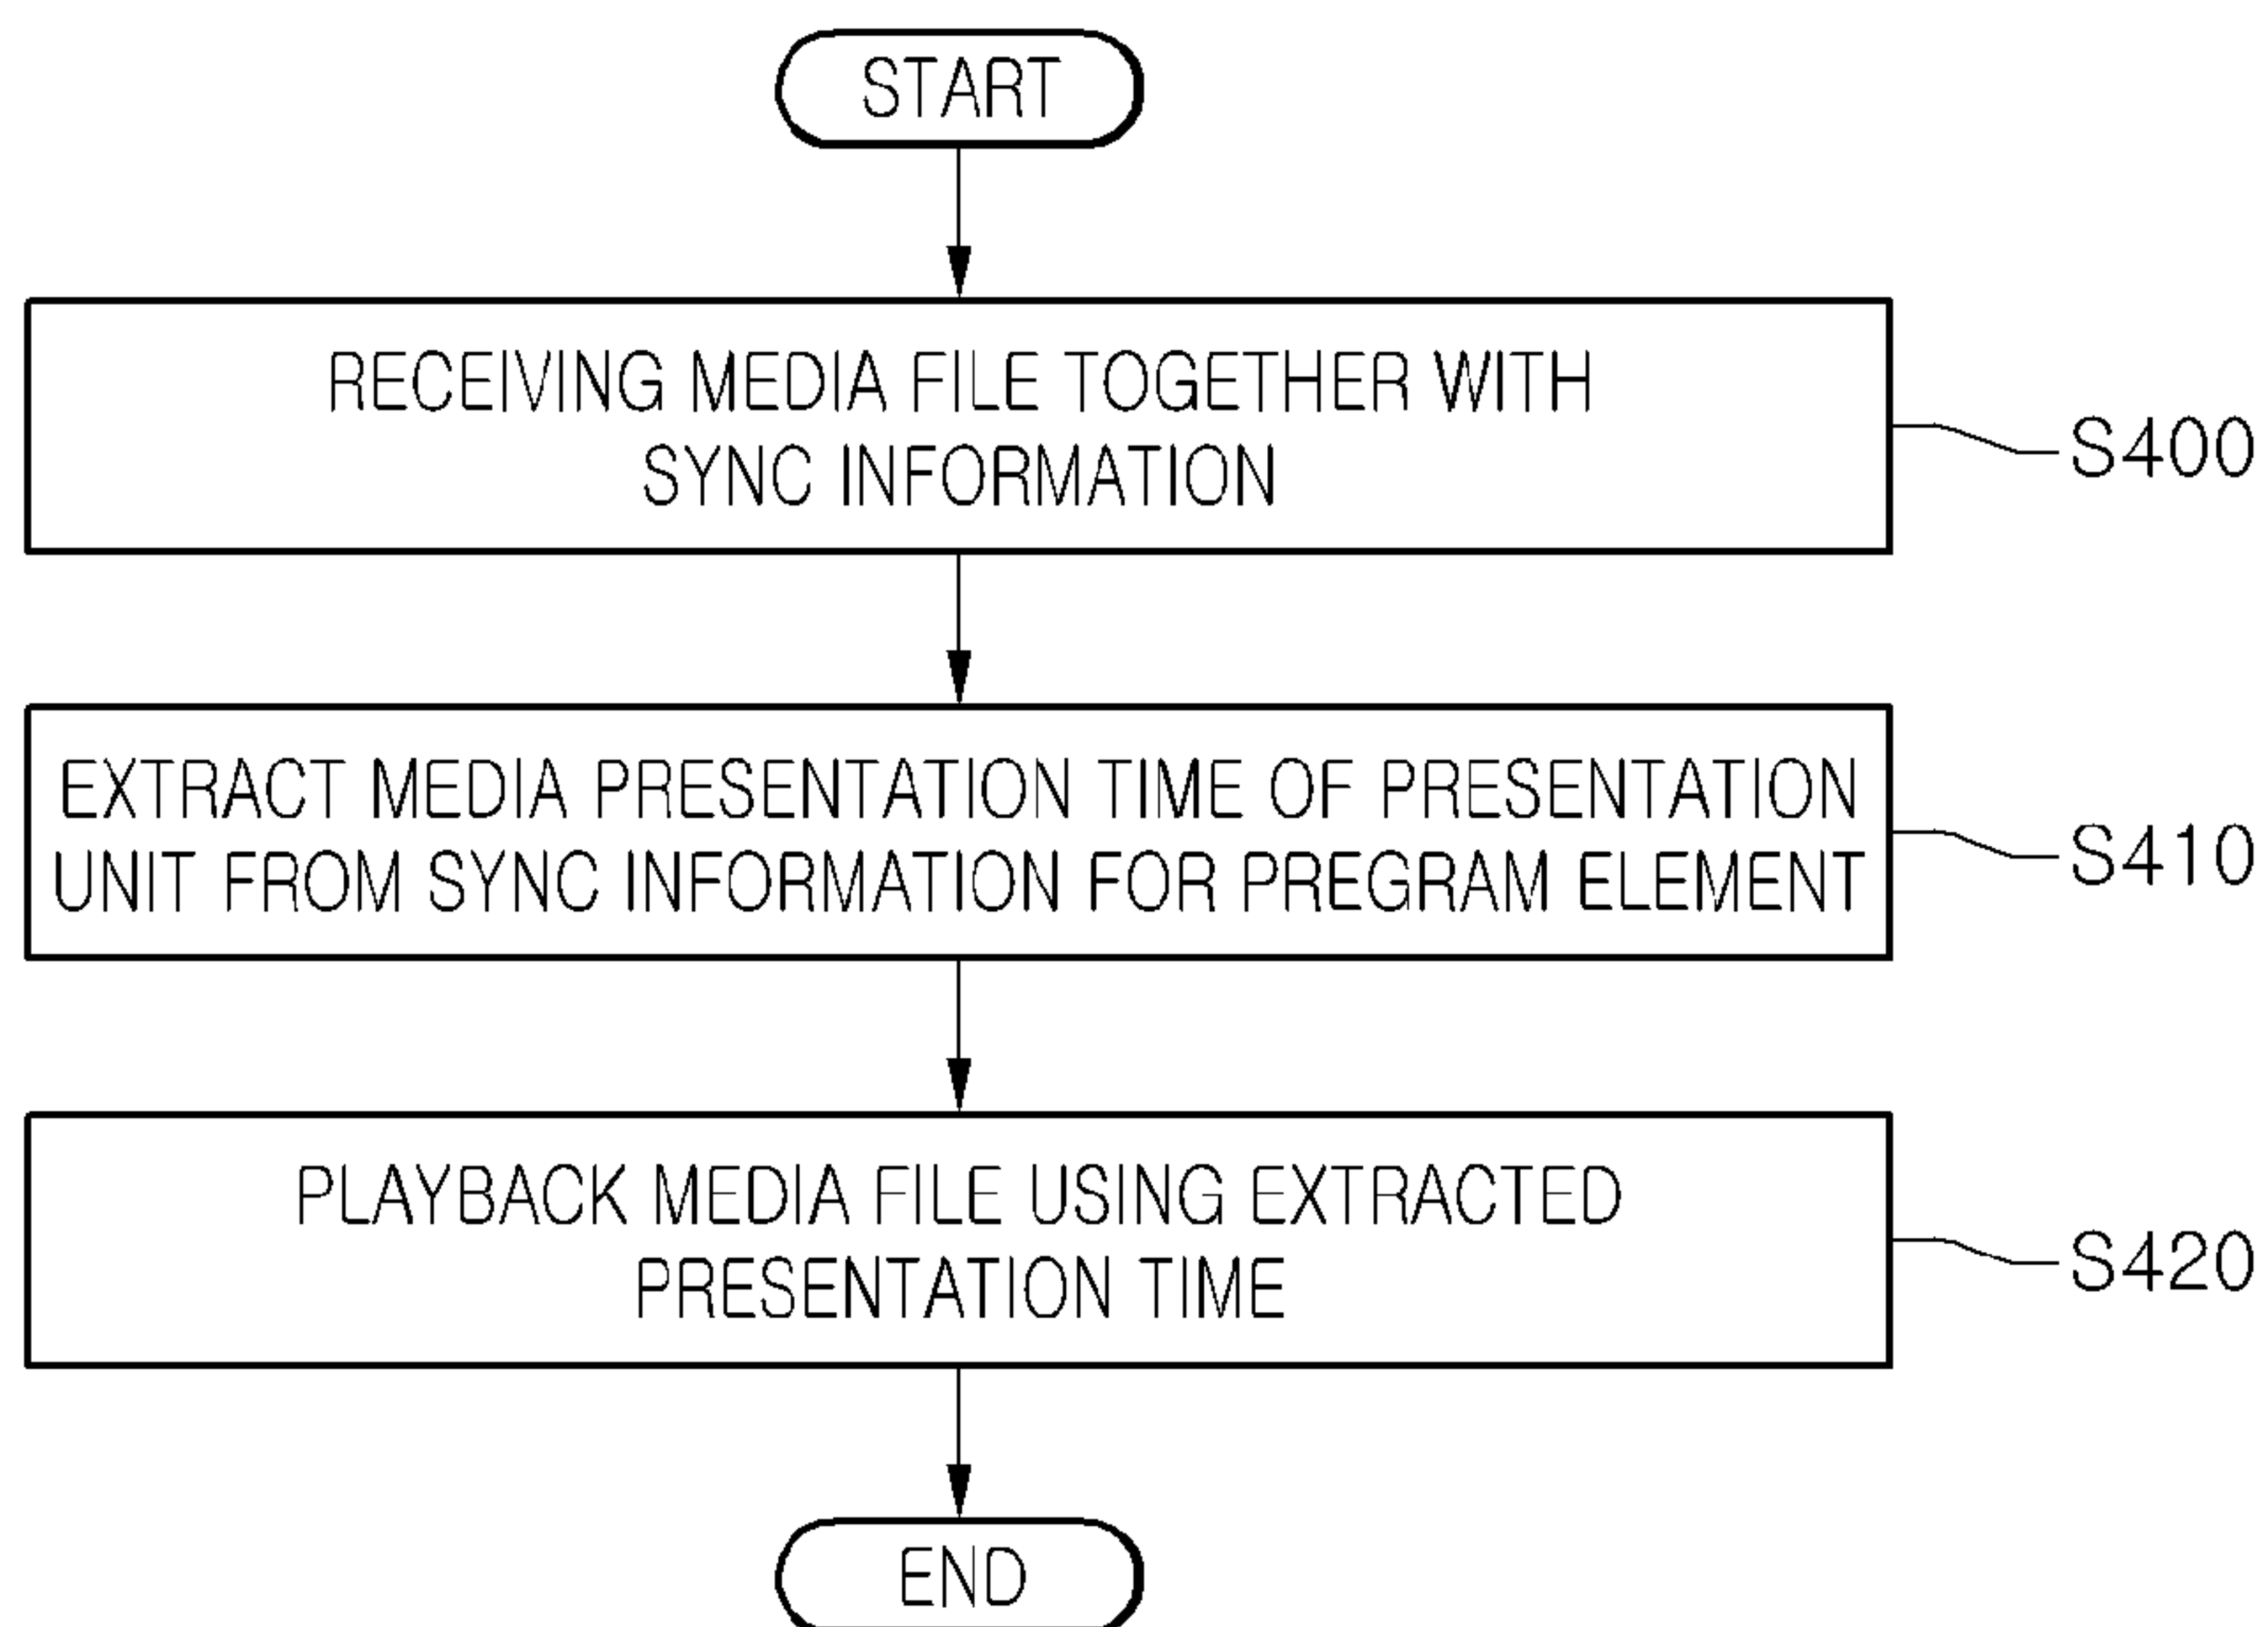 START
RECEIVING MEDIA FILE TOGETHER WITH
SYNC INFORMATION
S400
EXTRACT MEDIA PRESENTATION TIME OF PRESENTATION
UNIT FROM SYNC INFORMATION FOR PREGRAM ELEMENT
S410
PLAYBACK MEDIA FILE USING EXTRACTED
PRESENTATION TIME
S420
END